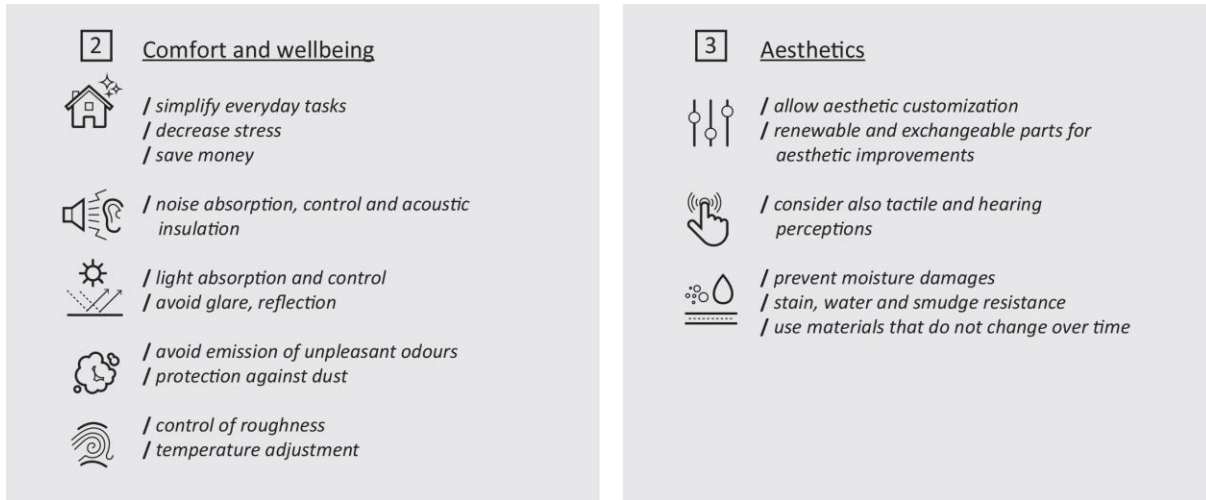 2 Comfort and wellbeing
/ simplify everyday tasks
/ decrease stress
/ save money
/ noise absorption, control and acoustic
insulation
/ light absorption and control
/ avoid glare, reflection
/ avoid emission of unpleasant odours
/ protection against dust
/ control of roughness
/ temperature adjustment
3 Aesthetics
/ allow aesthetic customization
/ renewable and exchangeable parts for
aesthetic improvements
/ consider also tactile and hearing
perceptions
/ prevent moisture damages
/ stain, water and smudge resistance
/ use materials that do not change over time